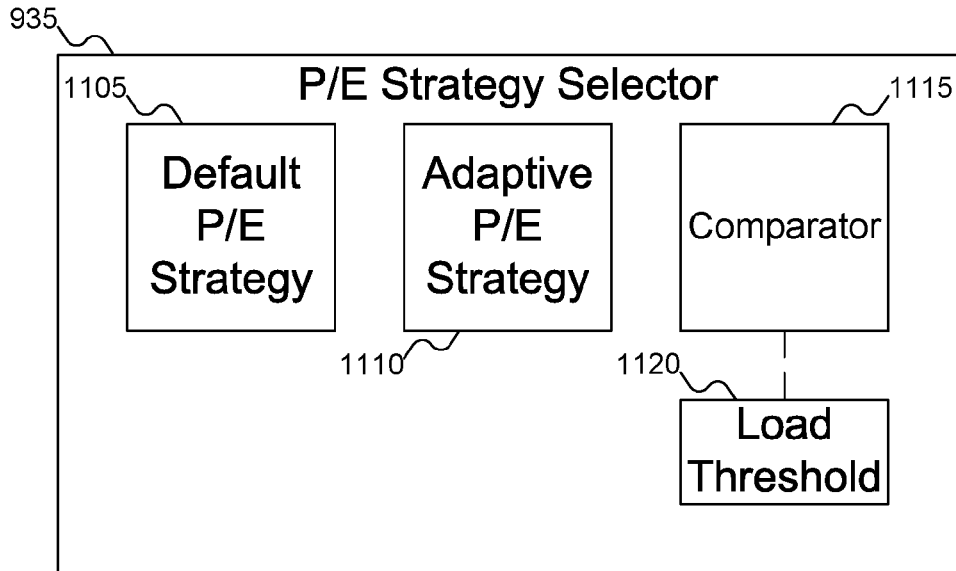 935
P/E Strategy Selector
1105
1115
Default
P/E
Strategy
Adaptive
P/E
Strategy
Comparator
1110
1120
Load
Threshold